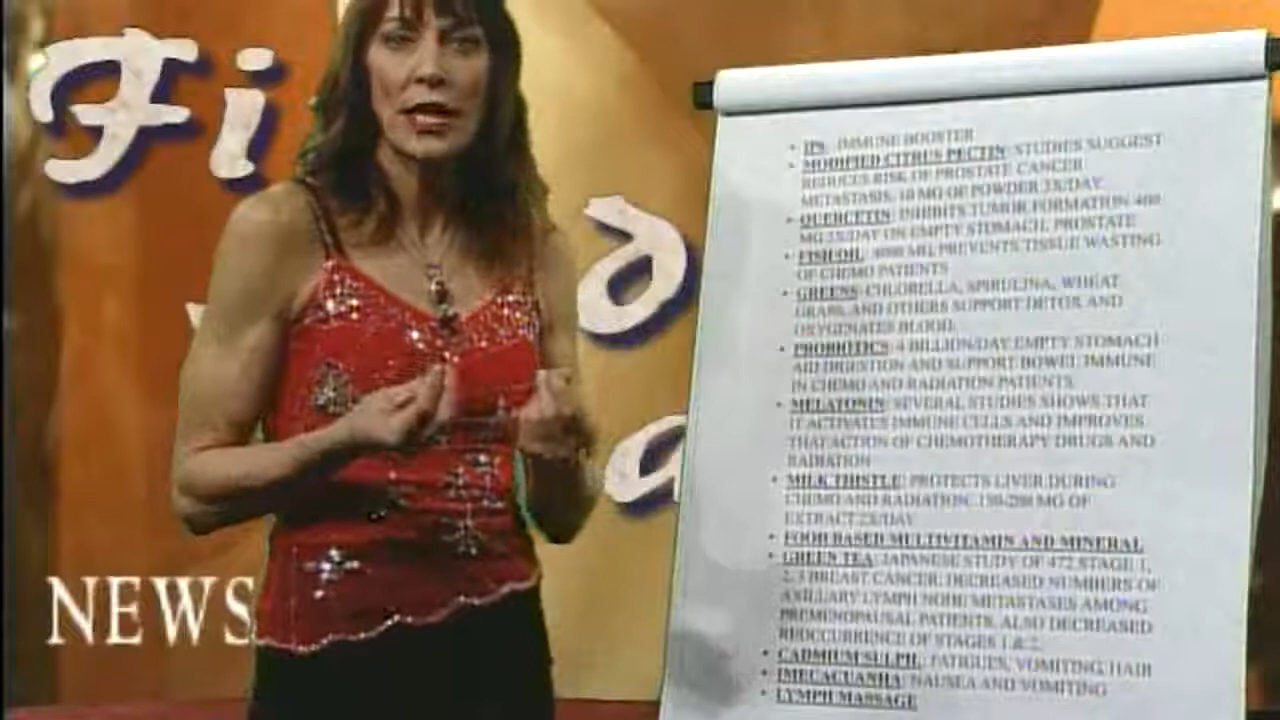 Fi
d
a
NEWS
• IP6: IMMUNE BOOSTER
• MODIFIED CITRUS PECTIN: STUDIES SUGGEST
REDUCES RISK OF PROSTATE CANCER
METASTASIS. 10 MG OF POWDER 3X/DAY
• QUERCETIN: INHIBITS TUMOR FORMATION. 400
MG 3X/DAY ON EMPTY STOMACH. PROSTATE
• FISH OIL: 4000 MG, PREVENTS TISSUE WASTING
OF CHEMO PATIENTS
• GREENS: CHLORELLA, SPIRULINA, WHEAT
GRASS, AND OTHERS SUPPORT DETOX AND
OXYGENATES BLOOD.
• PROBIOTICS: 4 BILLION/DAY EMPTY STOMACH
AID DIGESTION AND SUPPORT BOWEL IMMUNE
IN CHEMO AND RADIATION PATIENTS
• MELATONIN: SEVERAL STUDIES SHOWS THAT
IT ACTIVATES IMMUNE CELLS AND IMPROVES
THAT ACTION OF CHEMOTHERAPY DRUGS AND
RADIATION
• MILK THISTLE: PROTECTS LIVER DURING
CHEMO AND RADIATION. 150-200 MG OF
EXTRACT 2X/DAY
• FOOD BASED MULTIVITAMIN AND MINERAL
• GREEN TEA: JAPANESE STUDY OF 472 STAGE 1,
2, 3 BREAST CANCER: DECREASED NUMBERS OF
AXILLARY LYMPH NODE METASTASES AMONG
PREMENOPAUSAL PATIENTS. ALSO DECREASED
REOCCURRENCE OF STAGES 1 & 2.
• CADMIUM SULPH.: FATIGUES, VOMITING, HAIR
• IMECACUANHA: NAUSEA AND VOMITING
• LYMPH MASSAGE